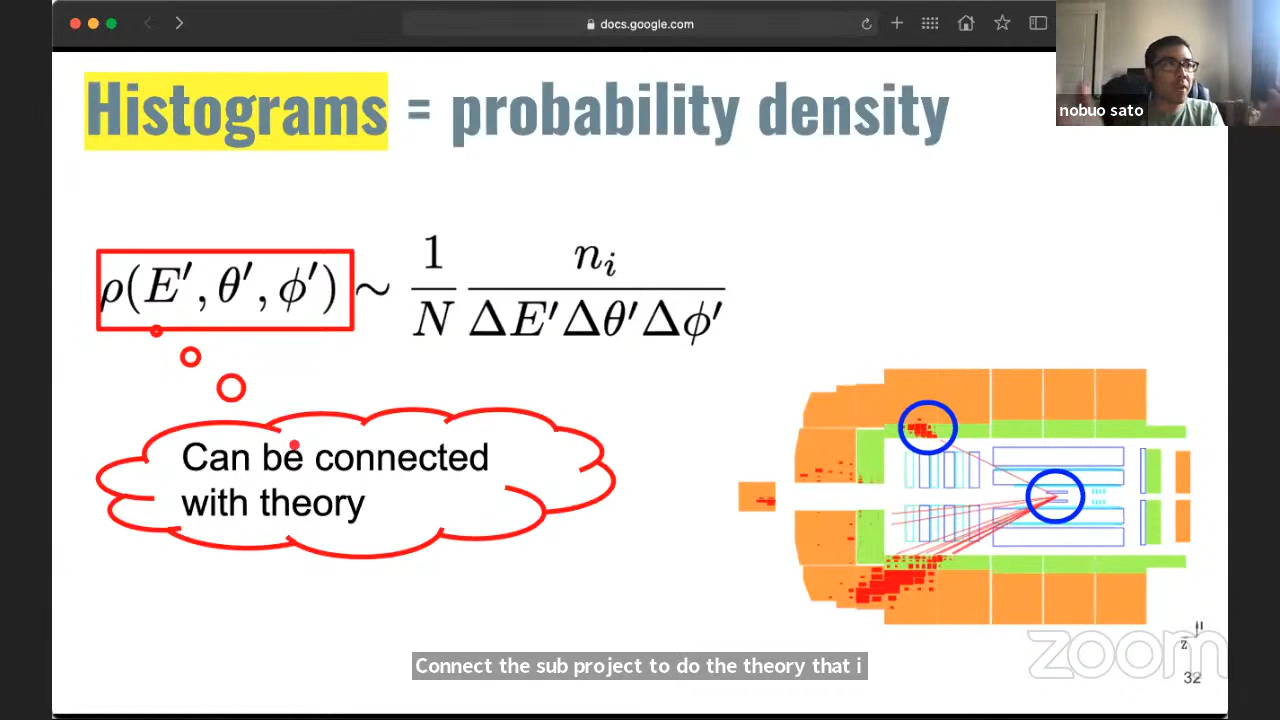 docs.google.com
nobuo sato
Histograms = probability density
ρ(E′, θ′, ϕ′) ~ 1/N nᵢ/ΔE′Δθ′Δϕ′
Can be connected
with theory
Connect the sub project to do the theory that i
zoom
32